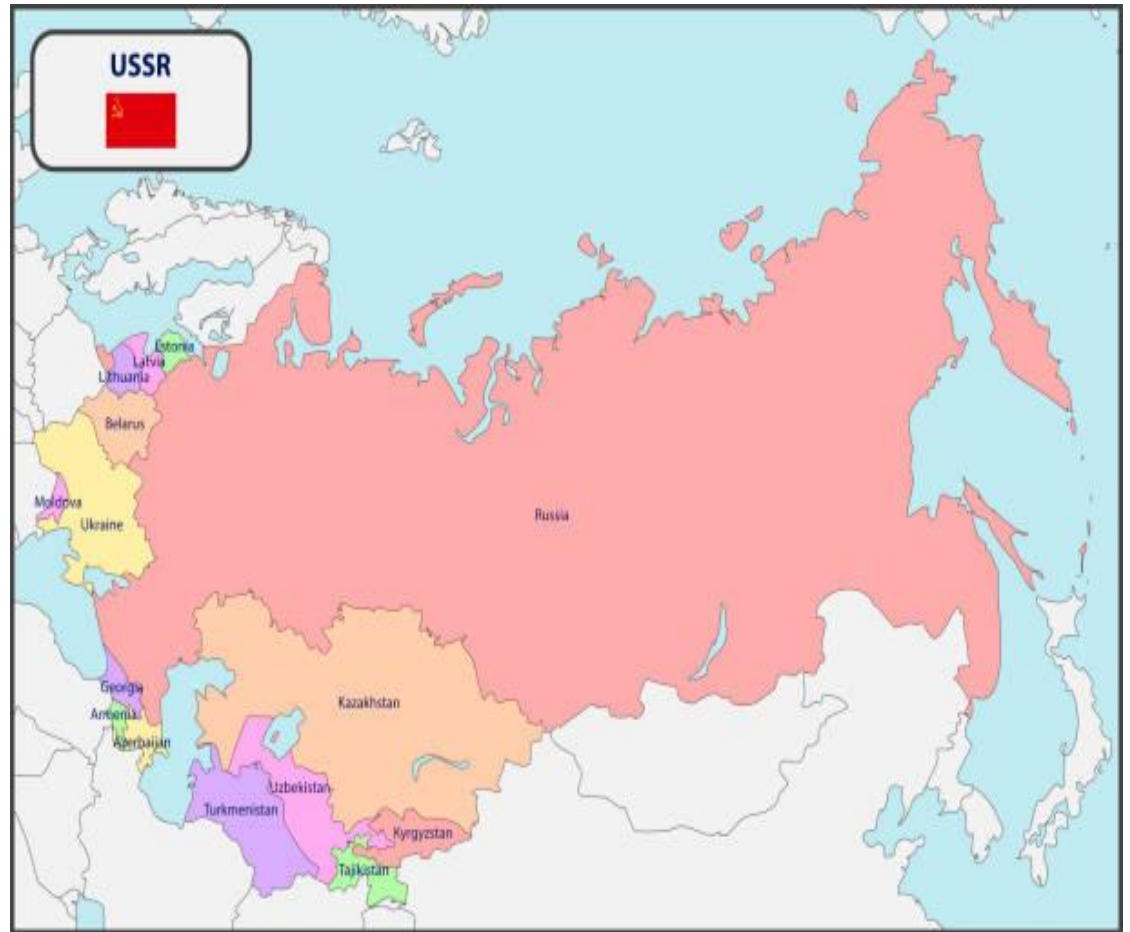 USSR
Estonia
Latvia
Lithuania
Belarus
Moldova
Ukraine
Russia
Georgia
Armenia
Azerbaijan
Kazakhstan
Uzbekistan
Turkmenistan
Kyrgyzstan
Tajikistan